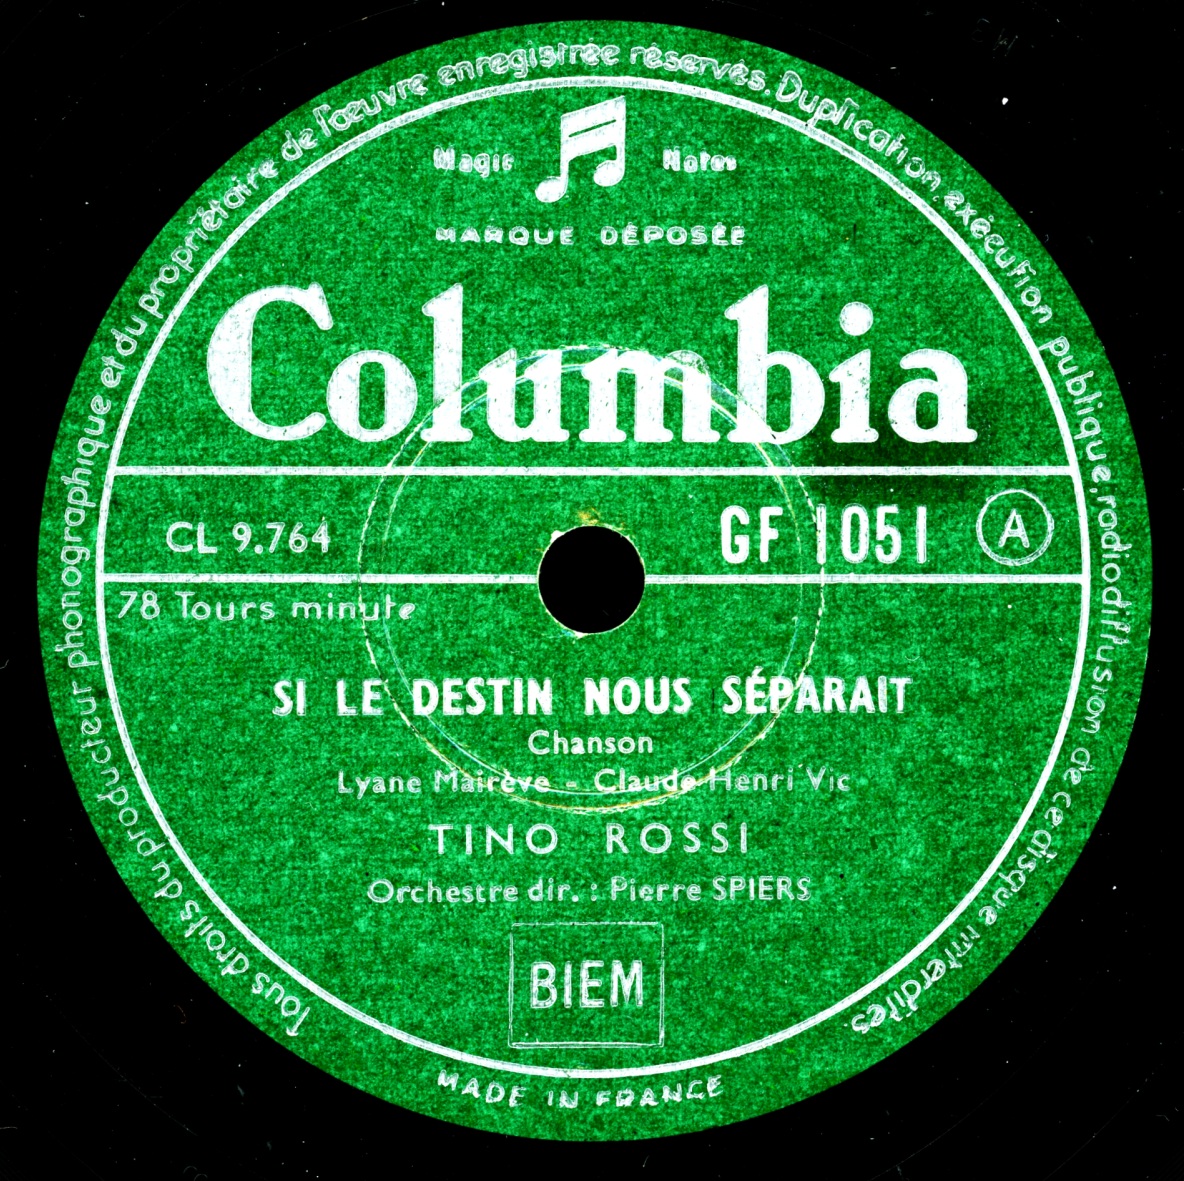 Tous droits du producteur phonographique et du propriétaire de l'œuvre enregistrée réservés. Duplication, exécution publique, radiodiffusion de ce disque interdites.
Magic Notes
MARQUE DÉPOSÉE
Columbia
CL 9.764
GF 1051 A
78 Tours minute
SI LE DESTIN NOUS SÉPARAIT
Chanson
Lyane Mairève - Claude Henri Vic
TINO ROSSI
Orchestre dir. : Pierre SPIERS
BIEM
MADE IN FRANCE